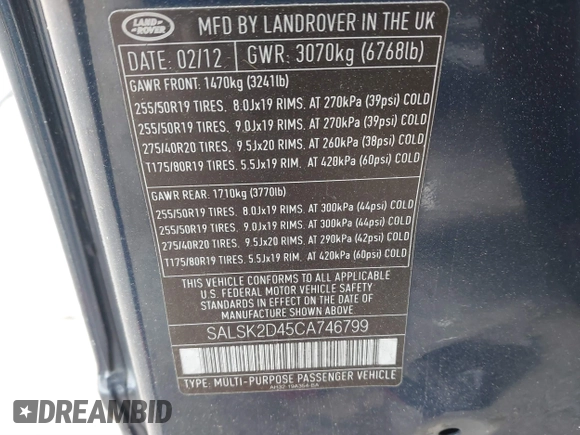 LAND ROVER
MFD BY LANDROVER IN THE UK
DATE: 02/12 GWR: 3070kg (6768lb)
GAWR FRONT: 1470kg (3241lb)
255/50R19 TIRES. 8.0Jx19 RIMS. AT 270kPa (39psi) COLD
255/50R19 TIRES. 9.0Jx19 RIMS. AT 270kPa (39psi) COLD
275/40R20 TIRES. 9.5Jx20 RIMS. AT 260kPa (38psi) COLD
T175/80R19 TIRES. 5.5Jx19 RIM. AT 420kPa (60psi) COLD
GAWR REAR: 1710kg (3770lb)
255/50R19 TIRES. 8.0Jx19 RIMS. AT 300kPa (44psi) COLD
255/50R19 TIRES. 9.0Jx19 RIMS. AT 300kPa (44psi) COLD
275/40R20 TIRES. 9.5Jx20 RIMS. AT 290kPa (42psi) COLD
T175/80R19 TIRES. 5.5Jx19 RIM. AT 420kPa (60psi) COLD
THIS VEHICLE CONFORMS TO ALL APPLICABLE
U.S. FEDERAL MOTOR VEHICLE SAFETY
STANDARDS IN EFFECT ON THE DATE OF
MANUFACTURE SHOWN ABOVE.
SALSK2D45CA746799
TYPE: MULTI-PURPOSE PASSENGER VEHICLE
DREAMBID